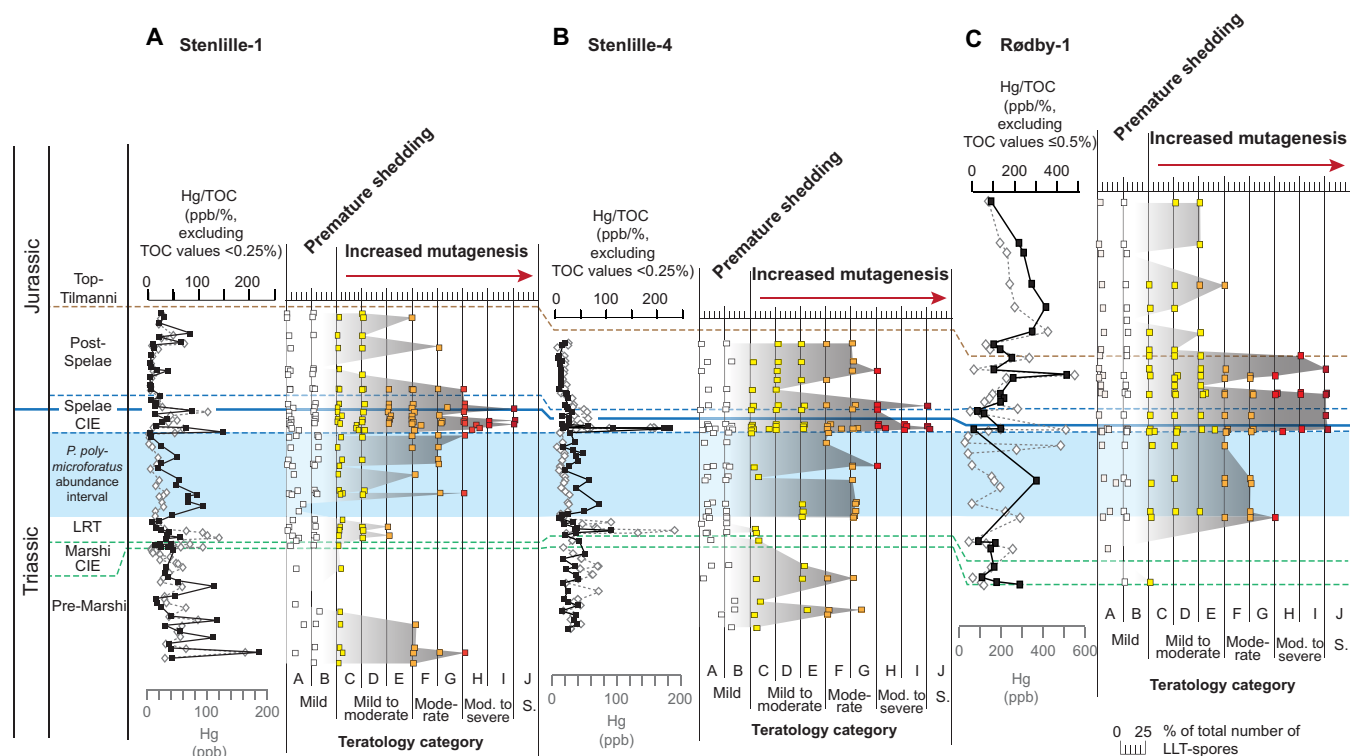 A Stenlille-1
B Stenlille-4
C Rødby-1
Hg/TOC
(ppb/%,
excluding
TOC values <0.25%)
0 100 200
Premature shedding
Increased mutagenesis
Hg/TOC
(ppb/%,
excluding
TOC values <0.25%)
0 100 200
Premature shedding
Increased mutagenesis
Hg/TOC
(ppb/%,
excluding
TOC values ≤0.5%)
0 200 400 600
Premature shedding
Increased mutagenesis
Jurassic
Triassic
Top-
Tilmanni
Post-
Spelae
Spelae
CIE
P. poly-
microforatus
abundance
interval
LRT
Marshi
CIE
Pre-Marshi
0 100 200
Hg
(ppb)
A B C D E F G H I J
Mild
Mild to
moderate
Mode-
rate
Mod. to
severe
S.
Teratology category
0 100 200
Hg
(ppb)
A B C D E F G H I J
Mild
Mild to
moderate
Mode-
rate
Mod. to
severe
S.
Teratology category
0 200 400 600
Hg
(ppb)
A B C D E F G H I J
Mild
Mild to
moderate
Mode-
rate
Mod. to
severe
S.
Teratology category
0 25 % of total number of
LLT-spores